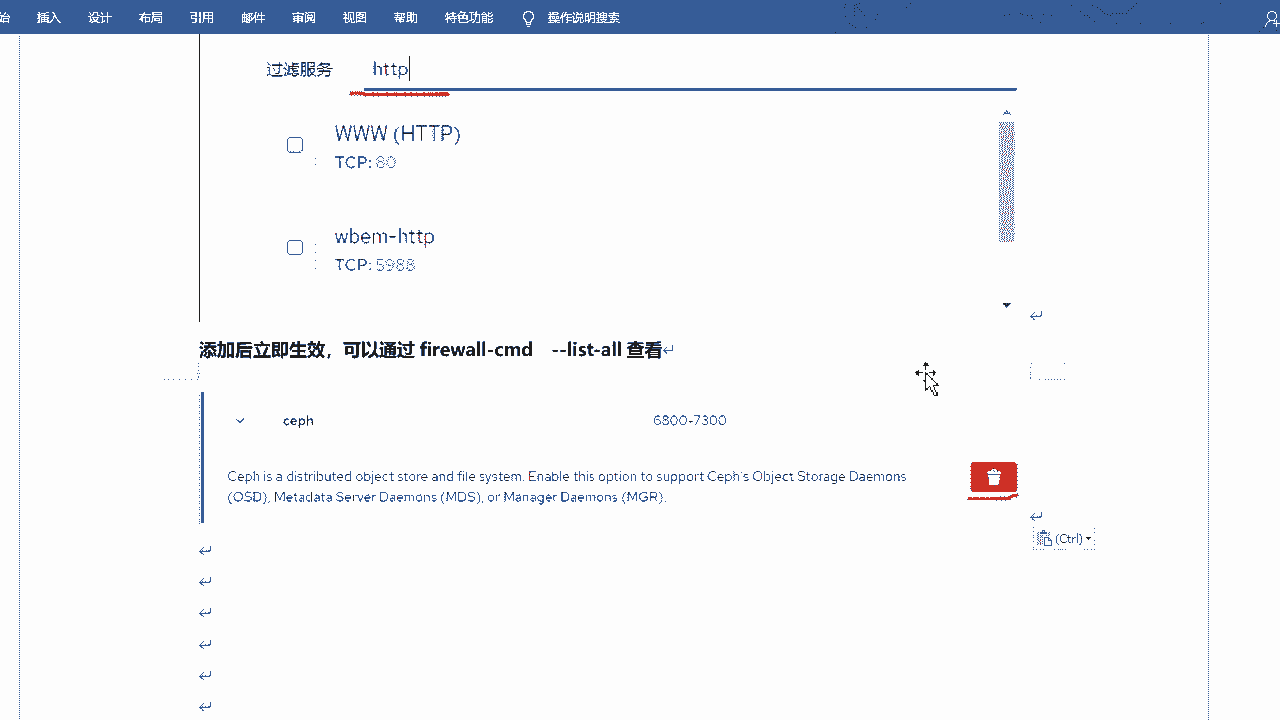 始 插入 设计 布局 引用 邮件 审阅 视图 帮助 特色功能 操作说明搜索
过滤服务 http
WWW (HTTP)
TCP: 80
wbem-http
TCP: 5988
添加后立即生效，可以通过 firewall-cmd --list-all 查看
ceph 6800-7300
Ceph is a distributed object store and file system. Enable this option to support Ceph's Object Storage Daemons
(OSD), Metadata Server Daemons (MDS), or Manager Daemons (MGR).
(Ctrl)